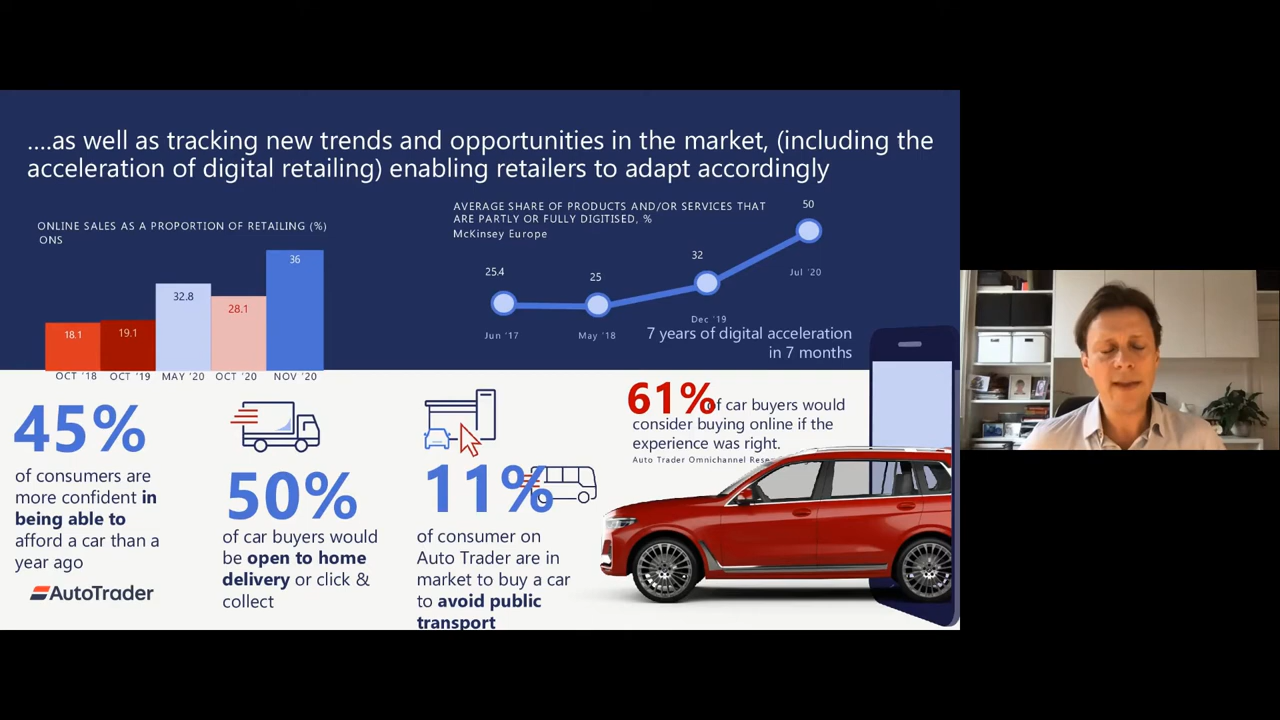 ....as well as tracking new trends and opportunities in the market, (including the
acceleration of digital retailing) enabling retailers to adapt accordingly
ONLINE SALES AS A PROPORTION OF RETAILING (%)
ONS
18.1
19.1
32.8
28.1
36
OCT '18
OCT '19
MAY '20
OCT '20
NOV '20
AVERAGE SHARE OF PRODUCTS AND/OR SERVICES THAT
ARE PARTLY OR FULLY DIGITISED, %
McKinsey Europe
25.4
25
32
50
Jun '17
May '18
Dec '19
Jul '20
7 years of digital acceleration
in 7 months
45%
of consumers are
more confident in
being able to
afford a car than a
year ago
AutoTrader
50%
of car buyers would
be open to home
delivery or click &
collect
11%
of consumer on
Auto Trader are in
market to buy a car
to avoid public
transport
61% of car buyers would
consider buying online if the
experience was right.
Auto Trader Omnichannel